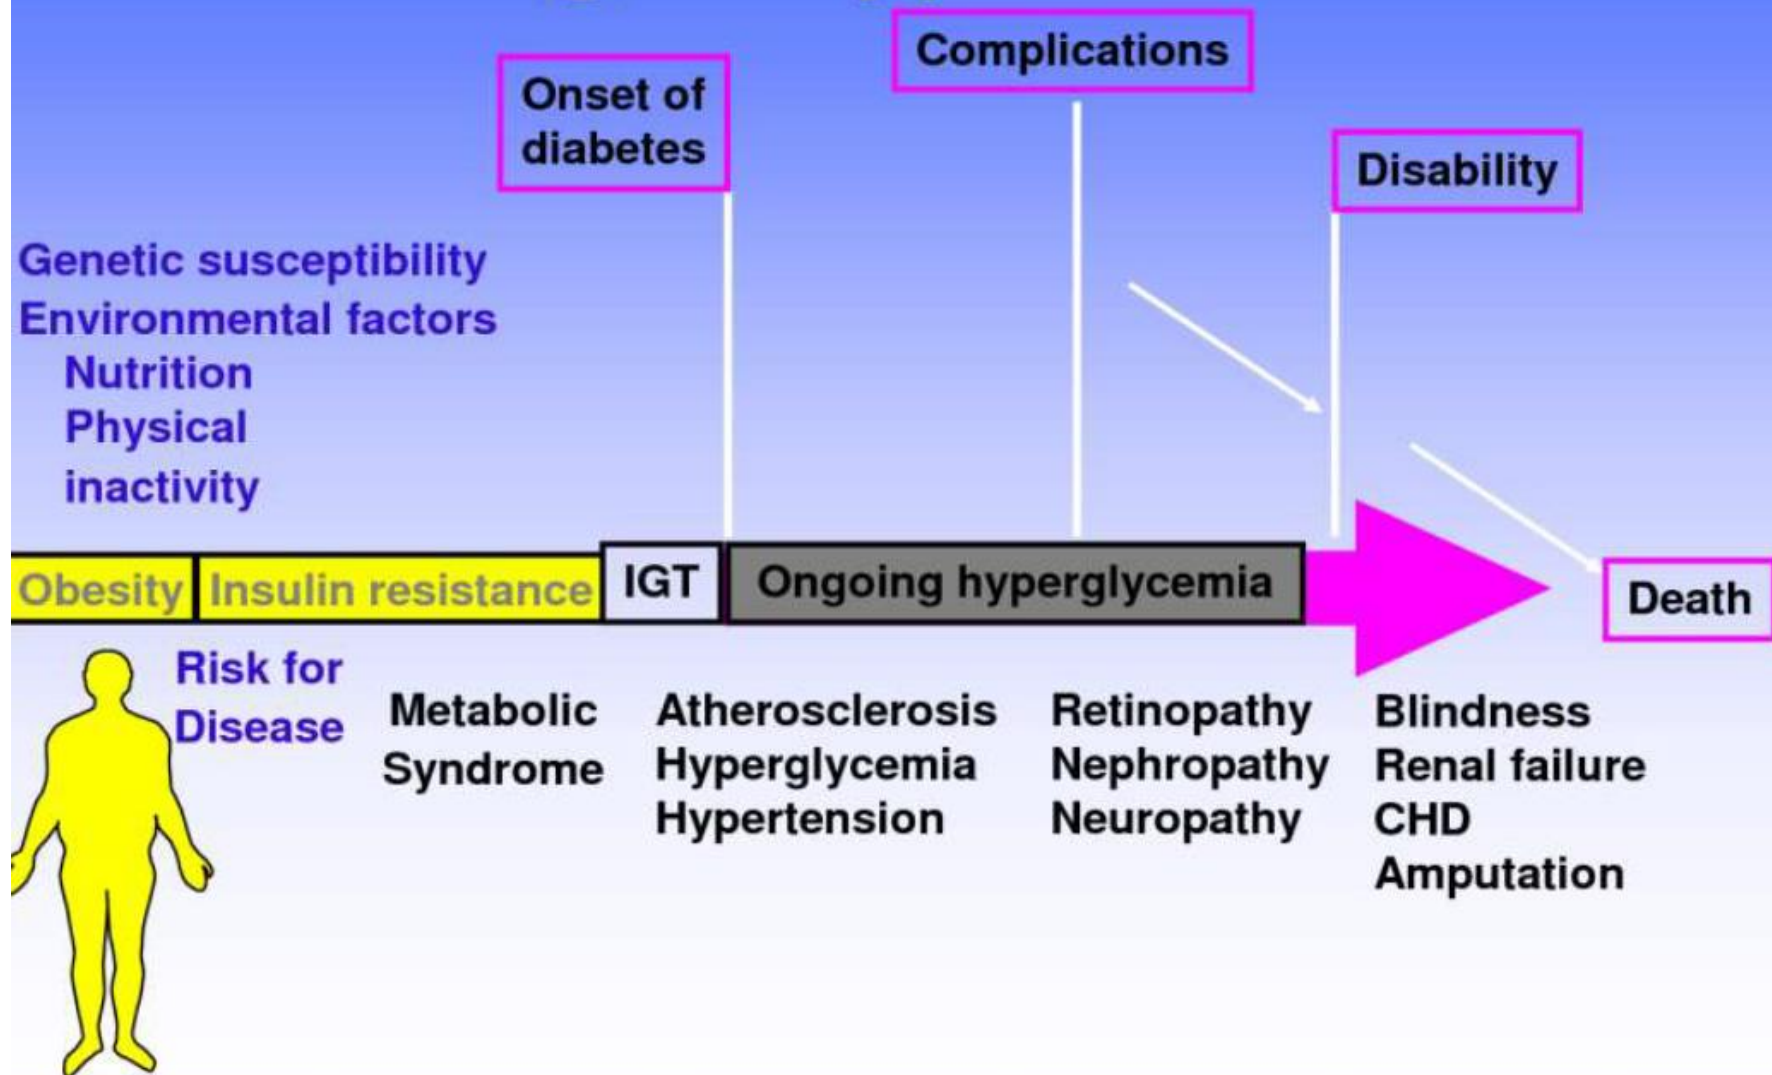 Complications
Onset of
diabetes
Disability
Genetic susceptibility
Environmental factors
Nutrition
Physical
inactivity
Obesity
Insulin resistance
IGT
Ongoing hyperglycemia
Death
Risk for
Disease
Metabolic
Syndrome
Atherosclerosis
Hyperglycemia
Hypertension
Retinopathy
Nephropathy
Neuropathy
Blindness
Renal failure
CHD
Amputation